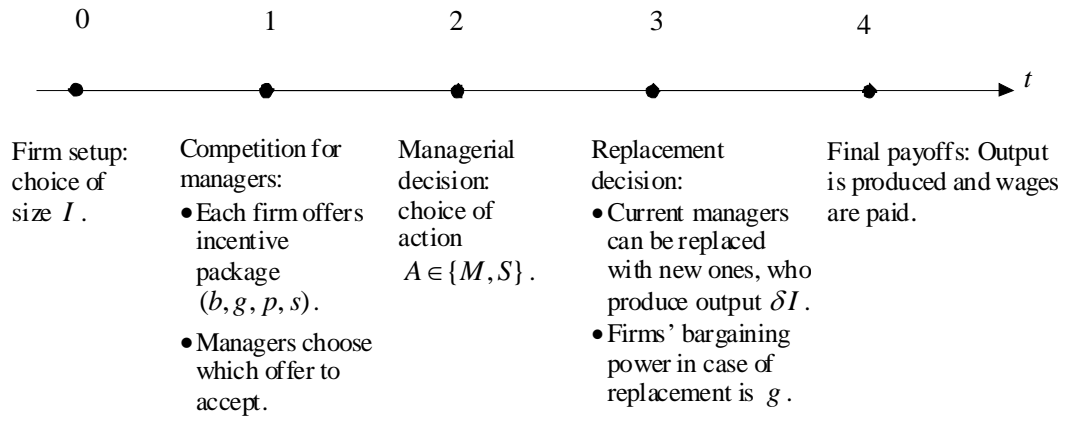 0
1
2
3
4
t
Firm setup:
choice of
size I .
Competition for
managers:
• Each firm offers
incentive
package
(b, g, p, s) .
• Managers choose
which offer to
accept.
Managerial
decision:
choice of
action
A ∈ {M, S} .
Replacement
decision:
• Current managers
can be replaced
with new ones, who
produce output δI .
• Firms’ bargaining
power in case of
replacement is g .
Final payoffs: Output
is produced and wages
are paid.